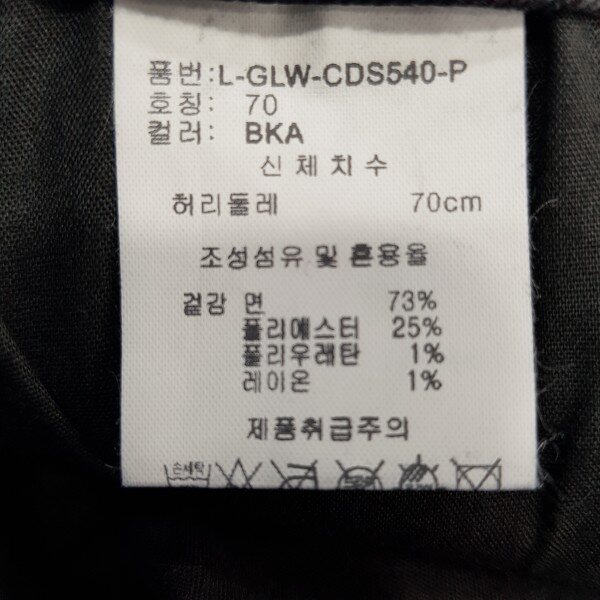 품번: L-GLW-CDS540-P
호칭: 70
컬러: BKA
신체치수
허리둘레 70cm
조성섬유 및 혼용율
겉감 면 73%
폴리에스터 25%
폴리우레탄 1%
레이온 1%
제품취급주의
손세탁